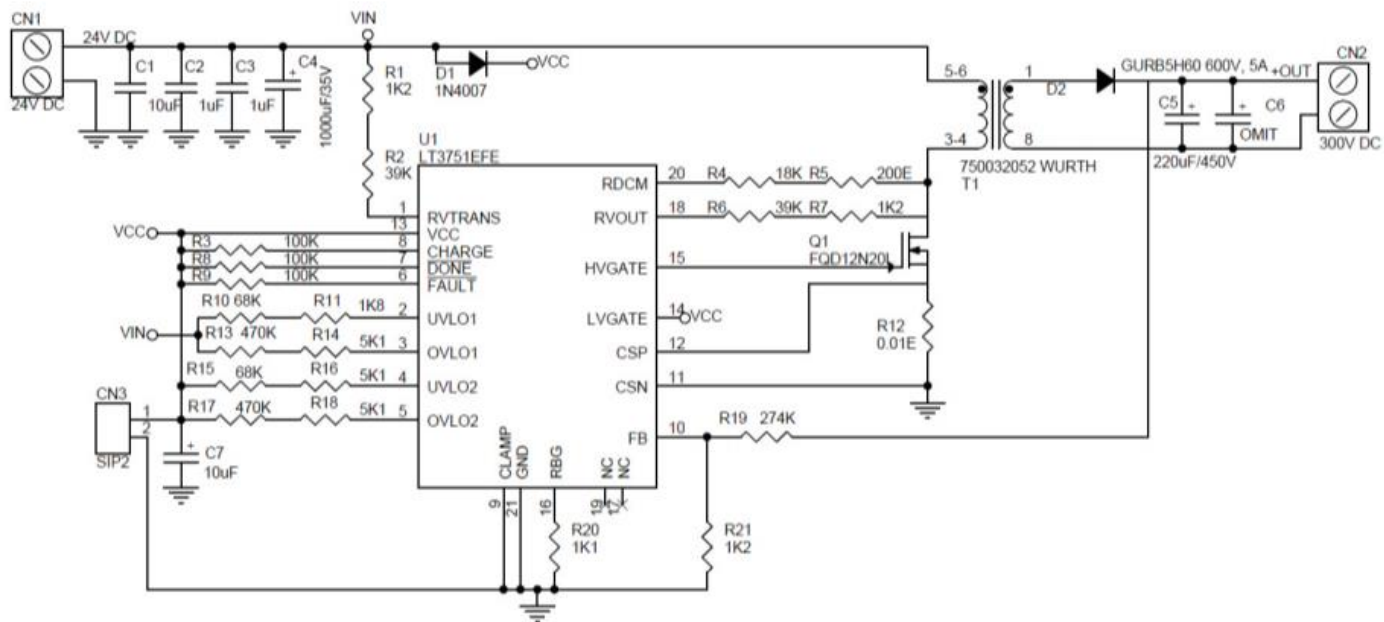 CN1
24V DC
24V DC
C1
10uF
C2
1uF
C3
1uF
C4
+
1000uF/35V
VIN
R1
1K2
D1
1N4007
VCC
R2
39K
U1
LT3751EFE
5-6
3-4
1
8
750032052 WURTH
T1
D2
GURB5H60 600V, 5A
+OUT
CN2
300V DC
C5
+
220uF/450V
+
C6
OMIT
1
RVTRANS
13
VCC
8
CHARGE
7
DONE
6
FAULT
2
UVLO1
3
OVLO1
4
UVLO2
5
OVLO2
RDCM
20
R4
18K
R5
200E
RVOUT
18
R6
39K
R7
1K2
HVGATE
15
Q1
FQD12N20L
LVGATE
14
VCC
CSP
12
CSN
11
R12
0.01E
FB
10
R19
274K
VCC
R3
100K
R8
100K
R9
100K
R10
68K
R11
1K8
VIN
R13
470K
R14
5K1
R15
68K
R16
5K1
R17
470K
R18
5K1
CN3
1
2
SIP2
+
C7
10uF
CLAMP
GND
RBG
NC
NC
9
21
16
19
17
R20
1K1
R21
1K2